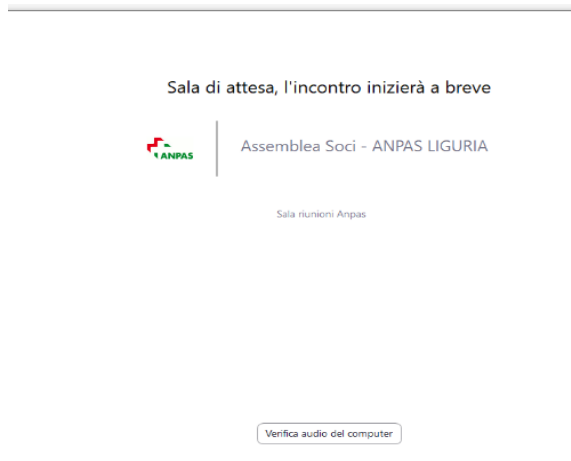 Sala di attesa, l'incontro inizierà a breve
ANPAS
Assemblea Soci - ANPAS LIGURIA
Sala riunioni Anpas
Verifica audio del computer